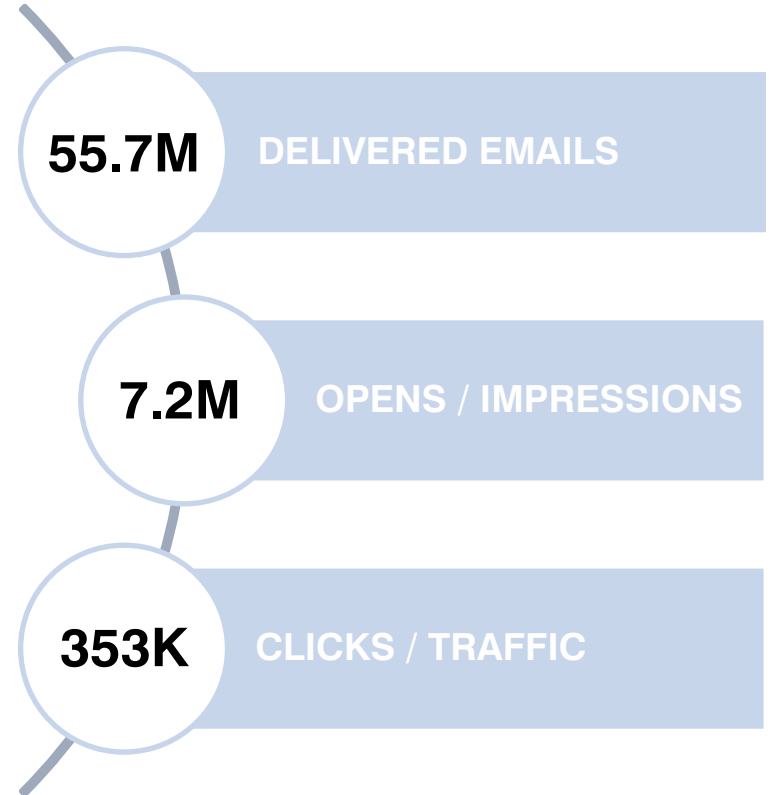 55.7M DELIVERED EMAILS
7.2M OPENS / IMPRESSIONS
353K CLICKS / TRAFFIC